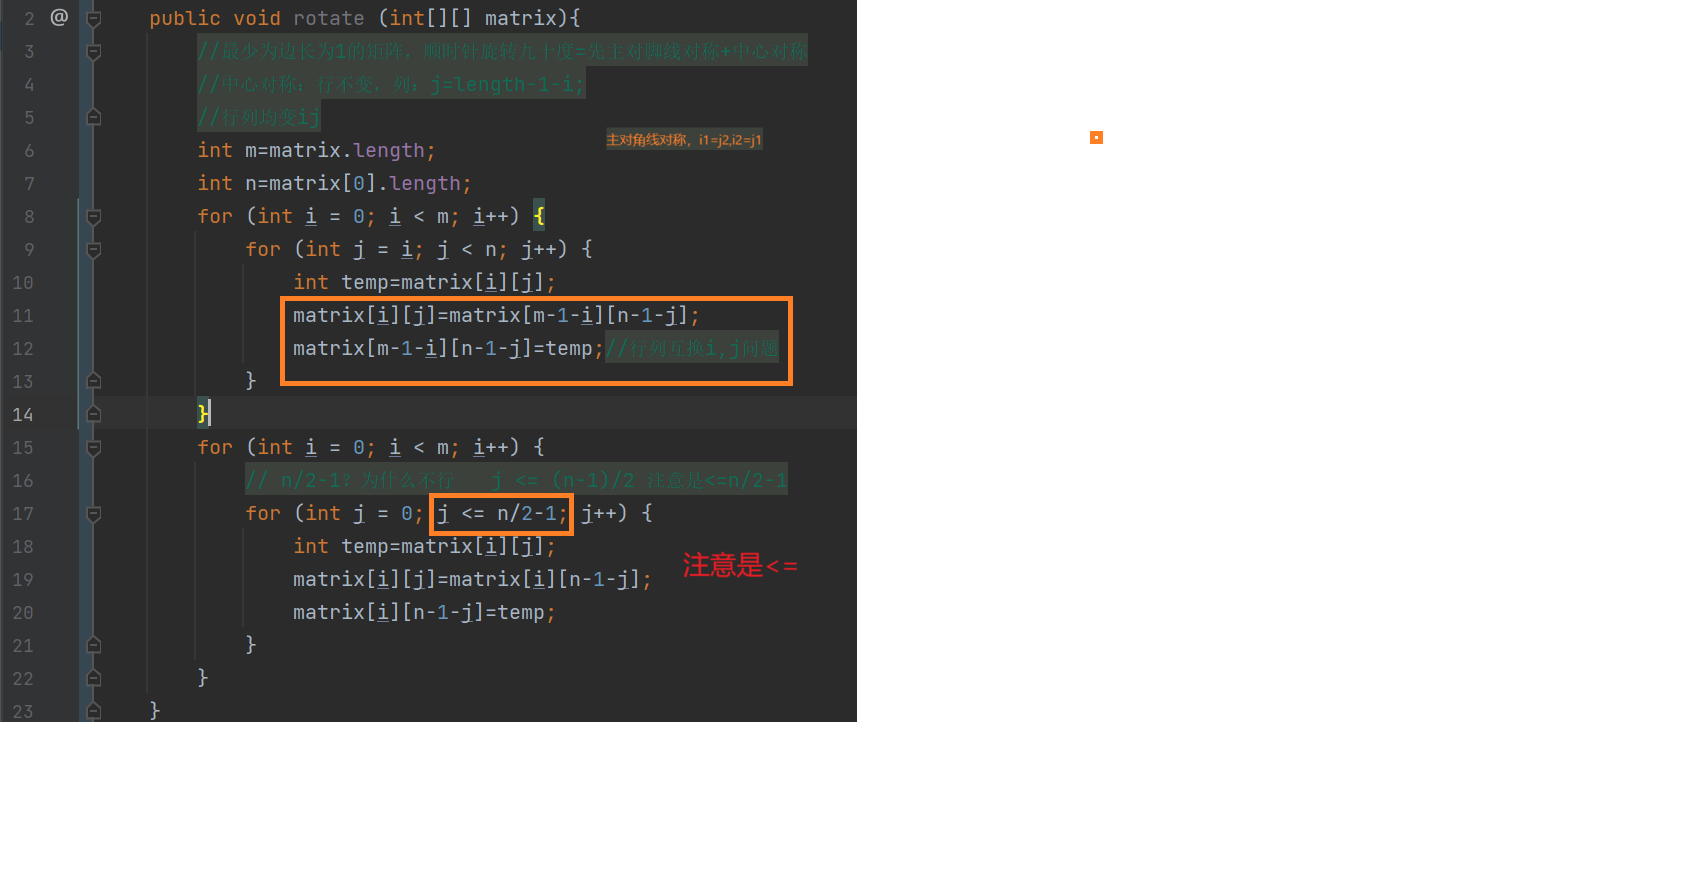 2 @ public void rotate (int[][] matrix){
3 //最少为边长为1的矩阵，顺时针旋转九十度=先主对脚线对称+中心对称
4 //中心对称：行不变，列：j=length-1-i;
5 //行列均变ij
主对角线对称，i1=j2,i2=j1
6 int m=matrix.length;
7 int n=matrix[0].length;
8 for (int i = 0; i < m; i++) {
9 for (int j = i; j < n; j++) {
10 int temp=matrix[i][j];
11 matrix[i][j]=matrix[m-1-i][n-1-j];
12 matrix[m-1-i][n-1-j]=temp;//行列互换i,j问题
13 }
14 }
15 for (int i = 0; i < m; i++) {
16 // n/2-1？为什么不行 j <= (n-1)/2 注意是<=n/2-1
17 for (int j = 0; j <= n/2-1; j++) {
18 int temp=matrix[i][j];
注意是<=
19 matrix[i][j]=matrix[i][n-1-j];
20 matrix[i][n-1-j]=temp;
21 }
22 }
23 }